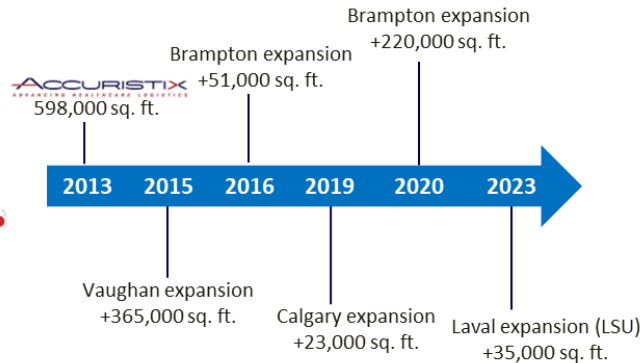 ACCURISTIX
ADVANCING HEALTHCARE LOGISTICS
598,000 sq. ft.
Brampton expansion
+51,000 sq. ft.
Brampton expansion
+220,000 sq. ft.
2013 2015 2016 2019 2020 2023
Vaughan expansion
+365,000 sq. ft.
Calgary expansion
+23,000 sq. ft.
Laval expansion (LSU)
+35,000 sq. ft.